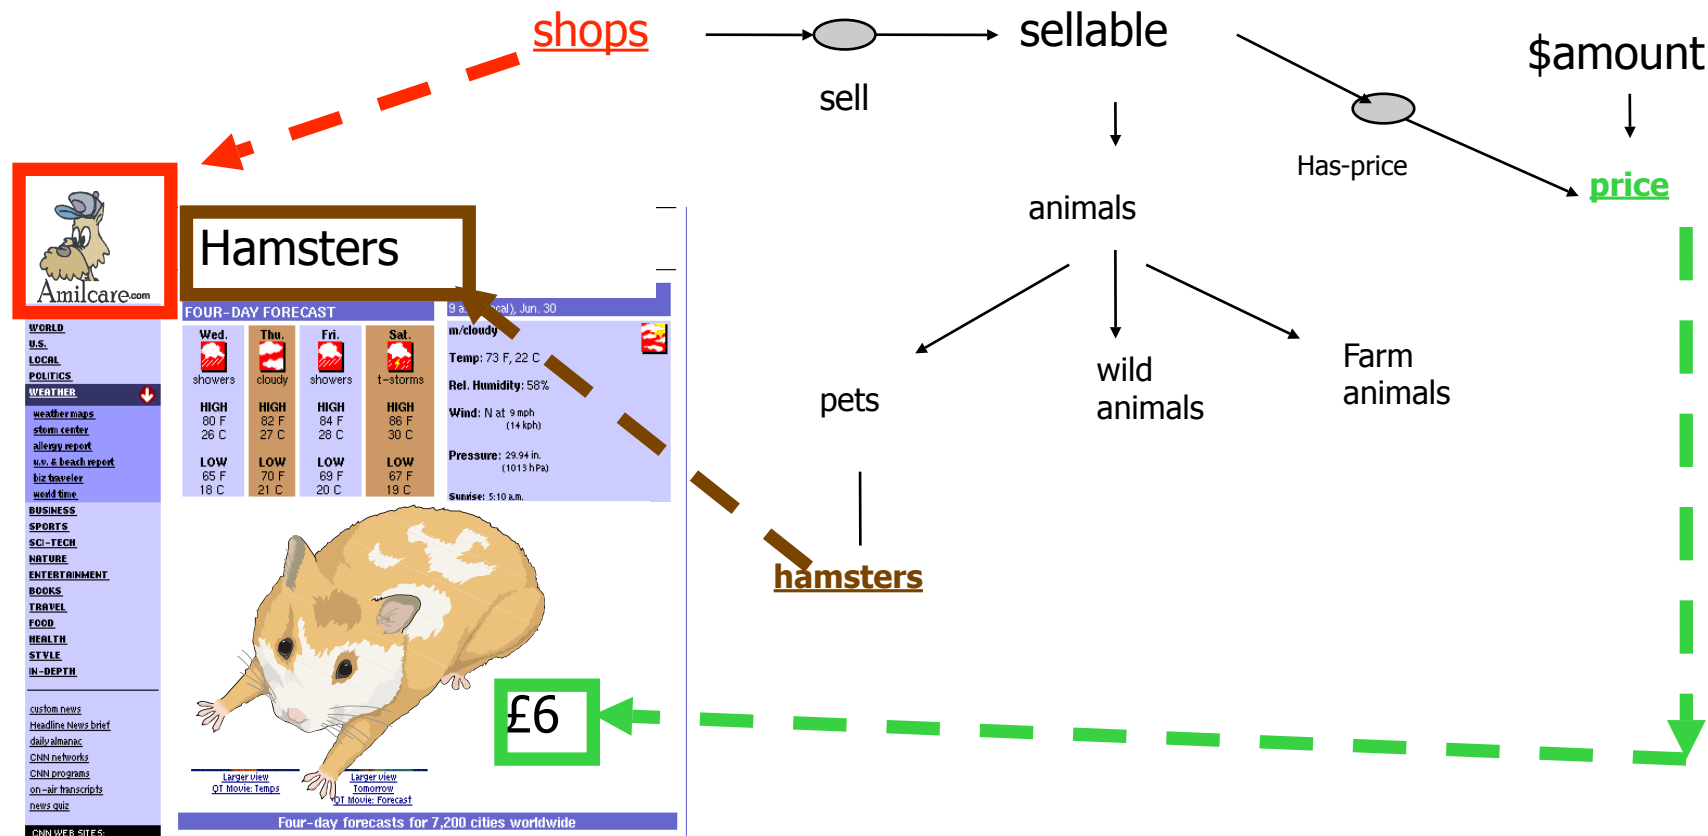 shops
sellable
$amount
sell
Has-price
price
animals
Amilcare.com
Hamsters
FOUR-DAY FORECAST
Jun. 30
WORLD
U.S.
LOCAL
POLITICS
WEATHER
weather maps
storm center
allergy report
u.v. & beach report
biz traveler
world time
BUSINESS
SPORTS
SCI-TECH
NATURE
ENTERTAINMENT
BOOKS
TRAVEL
FOOD
HEALTH
STYLE
IN-DEPTH
custom news
Headline News brief
daily almanac
CNN networks
CNN programs
on-air transcripts
news quiz
CNN WEB SITES:
Wed. Thu. Fri. Sat.
showers cloudy showers t-storms
HIGH HIGH HIGH HIGH
80 F 82 F 84 F 86 F
26 C 27 C 28 C 30 C
LOW LOW LOW LOW
65 F 70 F 69 F 67 F
18 C 21 C 20 C 19 C
m/cloudy
Temp: 73 F, 22 C
Rel. Humidity: 58%
Wind: N at 9 mph
(14 kph)
Pressure: 29.94 in.
(1013 hPa)
Sunrise: 5:10 a.m.
pets
wild
animals
Farm
animals
hamsters
£6
Larger view
QT Movie: Temps
Larger view
Tomorrow
QT Movie: Forecast
Four-day forecasts for 7,200 cities worldwide